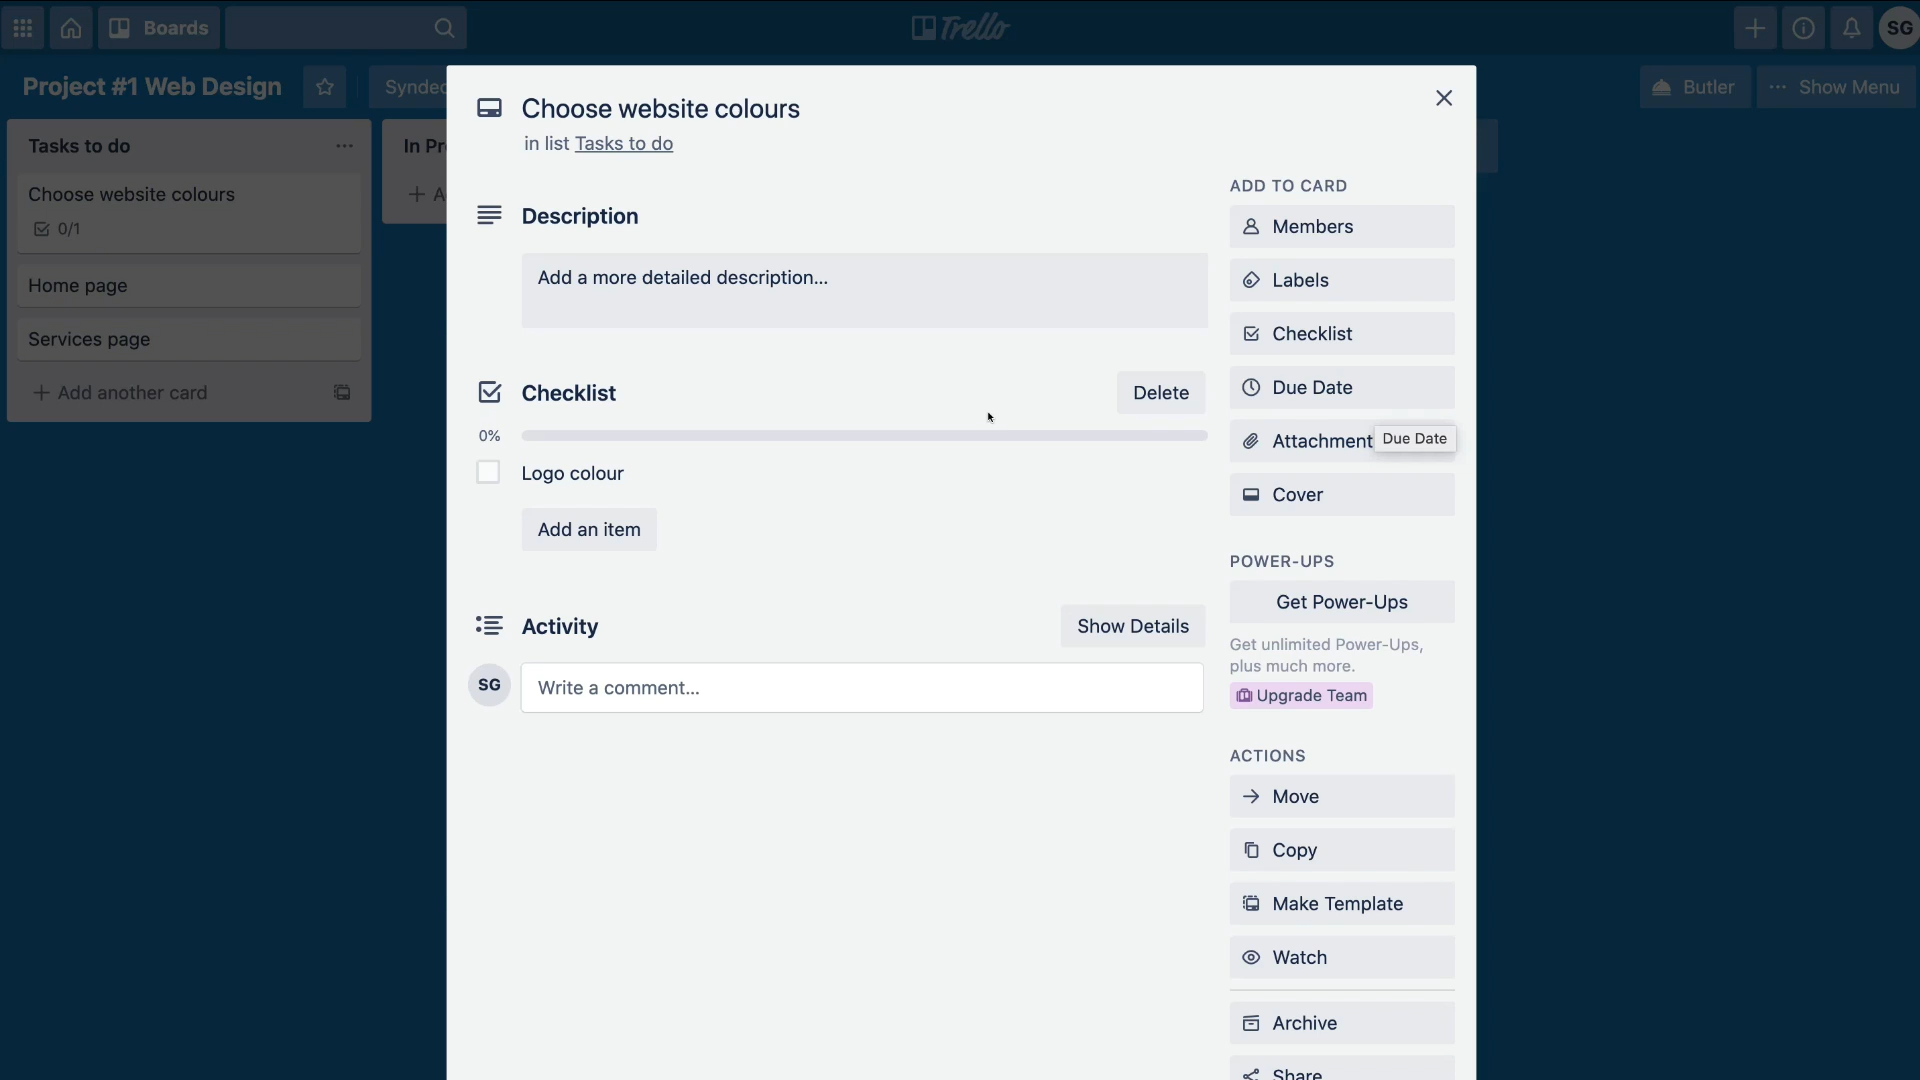 Boards
Trello
SG
Project #1 Web Design
Butler
Show Menu
Tasks to do
Choose website colours
0/1
Home page
Services page
Add another card
Choose website colours
in list Tasks to do
Description
Add a more detailed description...
Checklist
Delete
0%
Logo colour
Add an item
Activity
Show Details
SG
Write a comment...
ADD TO CARD
Members
Labels
Checklist
Due Date
Attachment
Due Date
Cover
POWER-UPS
Get Power-Ups
Get unlimited Power-Ups,
plus much more.
Upgrade Team
ACTIONS
Move
Copy
Make Template
Watch
Archive
Share